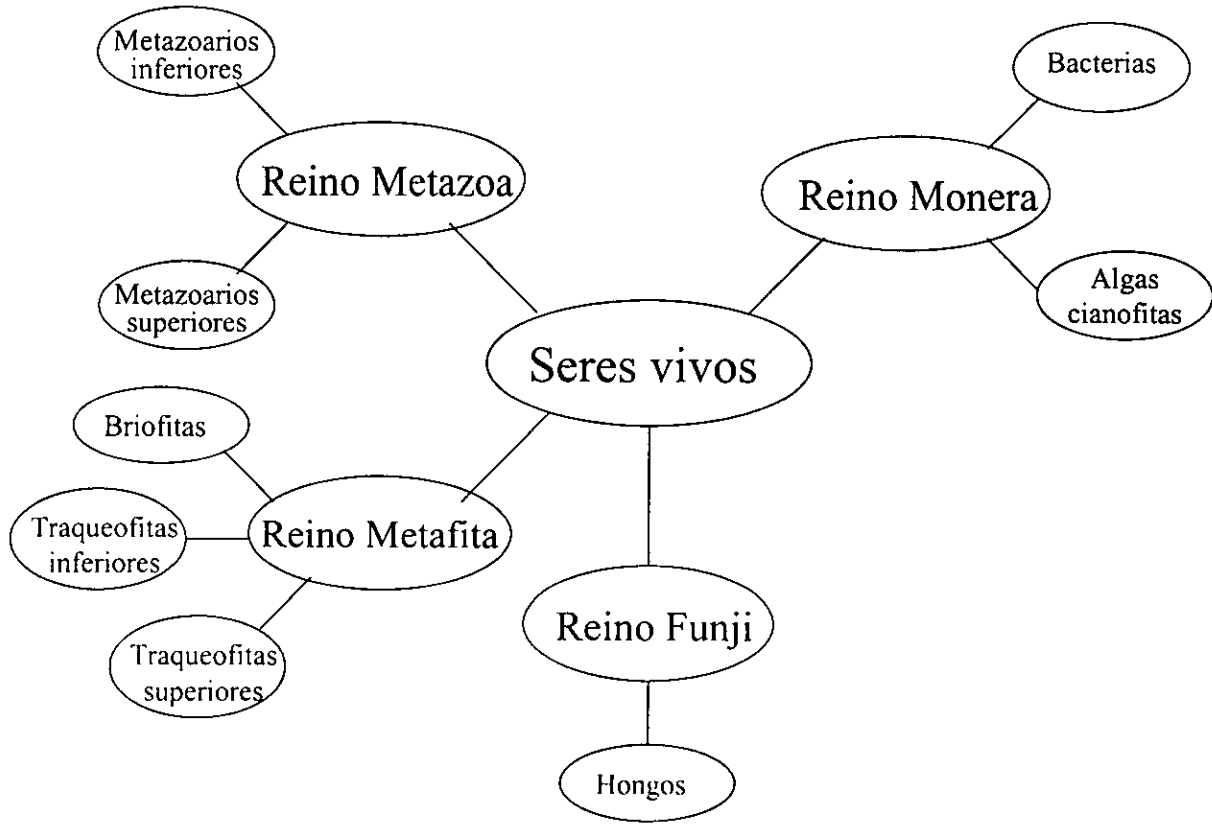 Metazoarios
inferiores
Bacterias
Reino Metazoa
Reino Monera
Metazoarios
superiores
Algas
cianofitas
Seres vivos
Briofitas
Traqueofitas
inferiores
Reino Metafita
Traqueofitas
superiores
Reino Funji
Hongos